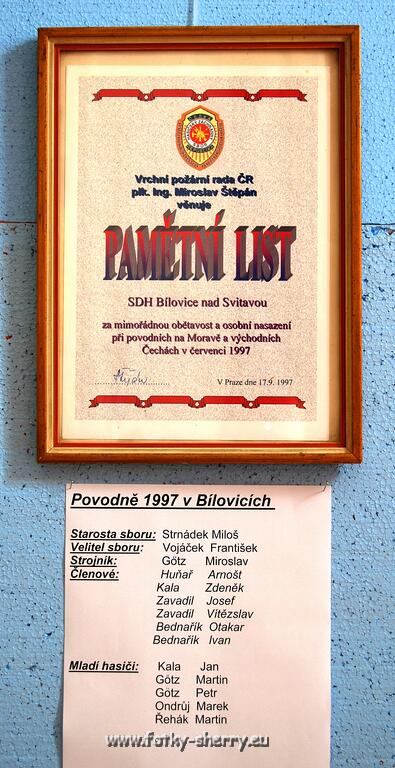 Vrchní požární rada ČR
plk. Ing. Miroslav Štěpán
věnuje
PAMĚTNÍ LIST
SDH Bílovice nad Svitavou
za mimořádnou obětavost a osobní nasazení
při povodních na Moravě a východních
Čechách v červenci 1997
V Praze dne 17.9. 1997
Povodně 1997 v Bílovicích
Starosta sboru: Strnádek Miloš
Velitel sboru: Vojáček František
Strojník: Götz Miroslav
Členové: Huňař Arnošt
Kala Zdeněk
Zavadil Josef
Zavadil Vítězslav
Bednařík Otakar
Bednařík Ivan
Mladí hasiči: Kala Jan
Götz Martin
Götz Petr
Ondrůj Marek
Řehák Martin
www.fotky-sherry.eu